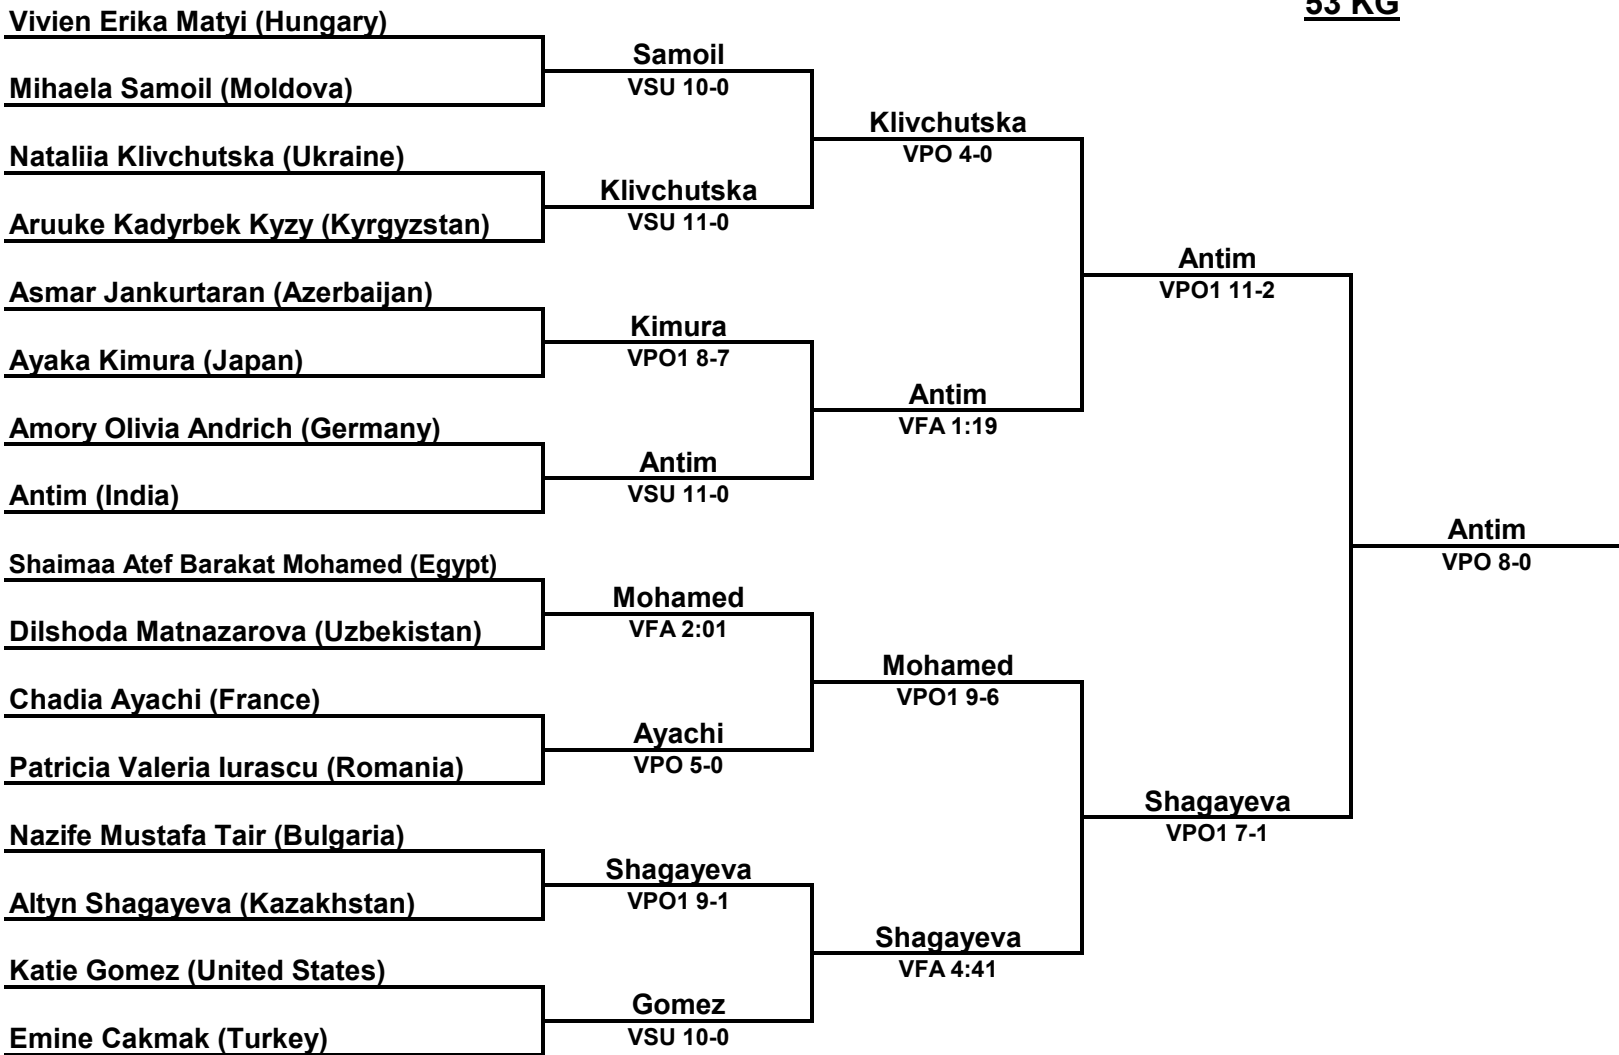 53 KG
Vivien Erika Matyi (Hungary)
Samoil
VSU 10-0
Mihaela Samoil (Moldova)
Klivchutska
VPO 4-0
Nataliia Klivchutska (Ukraine)
Klivchutska
VSU 11-0
Aruuke Kadyrbek Kyzy (Kyrgyzstan)
Antim
VPO1 11-2
Asmar Jankurtaran (Azerbaijan)
Kimura
VPO1 8-7
Ayaka Kimura (Japan)
Antim
VFA 1:19
Amory Olivia Andrich (Germany)
Antim
VSU 11-0
Antim (India)
Antim
VPO 8-0
Shaimaa Atef Barakat Mohamed (Egypt)
Mohamed
VFA 2:01
Dilshoda Matnazarova (Uzbekistan)
Mohamed
VPO1 9-6
Chadia Ayachi (France)
Ayachi
VPO 5-0
Patricia Valeria Iurascu (Romania)
Shagayeva
VPO1 7-1
Nazife Mustafa Tair (Bulgaria)
Shagayeva
VPO1 9-1
Altyn Shagayeva (Kazakhstan)
Shagayeva
VFA 4:41
Katie Gomez (United States)
Gomez
VSU 10-0
Emine Cakmak (Turkey)